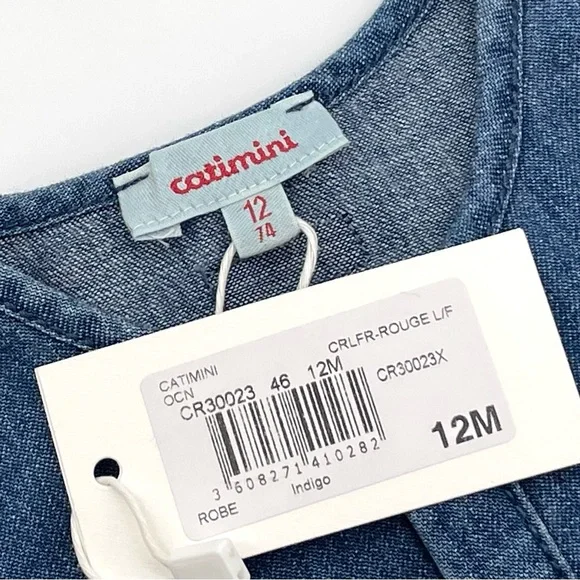 catimini
12
74
CATIMINI
OCN
CRLFR-ROUGE L/F
CR30023 46 12M
CR30023X
12M
3 608271 410282
ROBE
Indigo